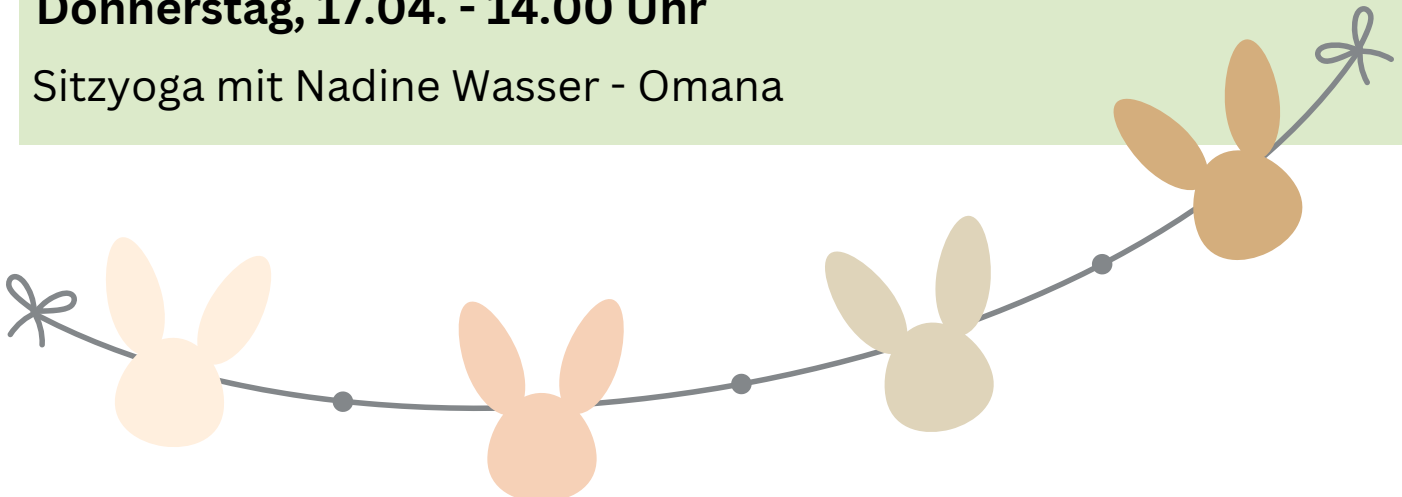 Donnerstag, 17.04. - 14.00 Uhr
Sitzyoga mit Nadine Wasser - Omana